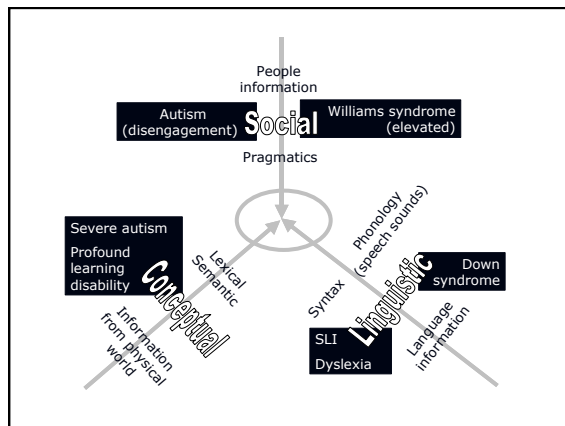 People
information
Autism
(disengagement)
Social
Williams syndrome
(elevated)
Pragmatics
Severe autism
Profound
learning
disability
Conceptual
Lexical
Semantic
Information
from physical
world
Phonology
(speech sounds)
Syntax
Linguistic
Down
syndrome
SLI
Dyslexia
Language
information